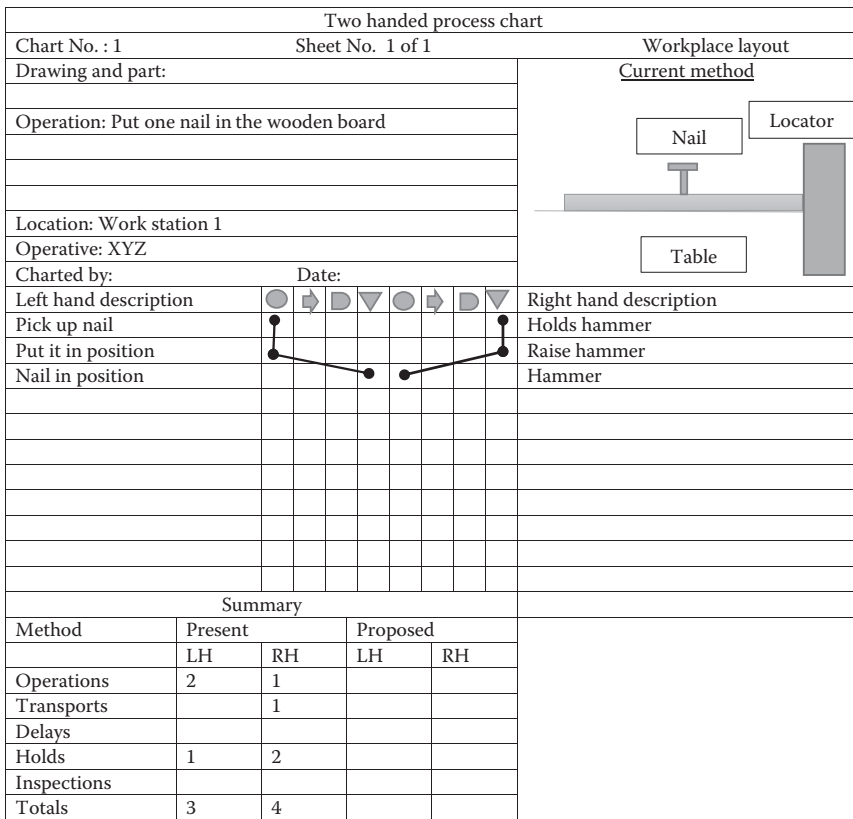 Two handed process chart
Chart No. : 1 Sheet No. 1 of 1 Workplace layout
Drawing and part: Current method
Operation: Put one nail in the wooden board
Nail Locator
Location: Work station 1
Operative: XYZ
Table
Charted by: Date:
Left hand description Right hand description
Pick up nail Holds hammer
Put it in position Raise hammer
Nail in position Hammer
Summary
Method Present Proposed
LH RH LH RH
Operations 2 1
Transports 1
Delays
Holds 1 2
Inspections
Totals 3 4